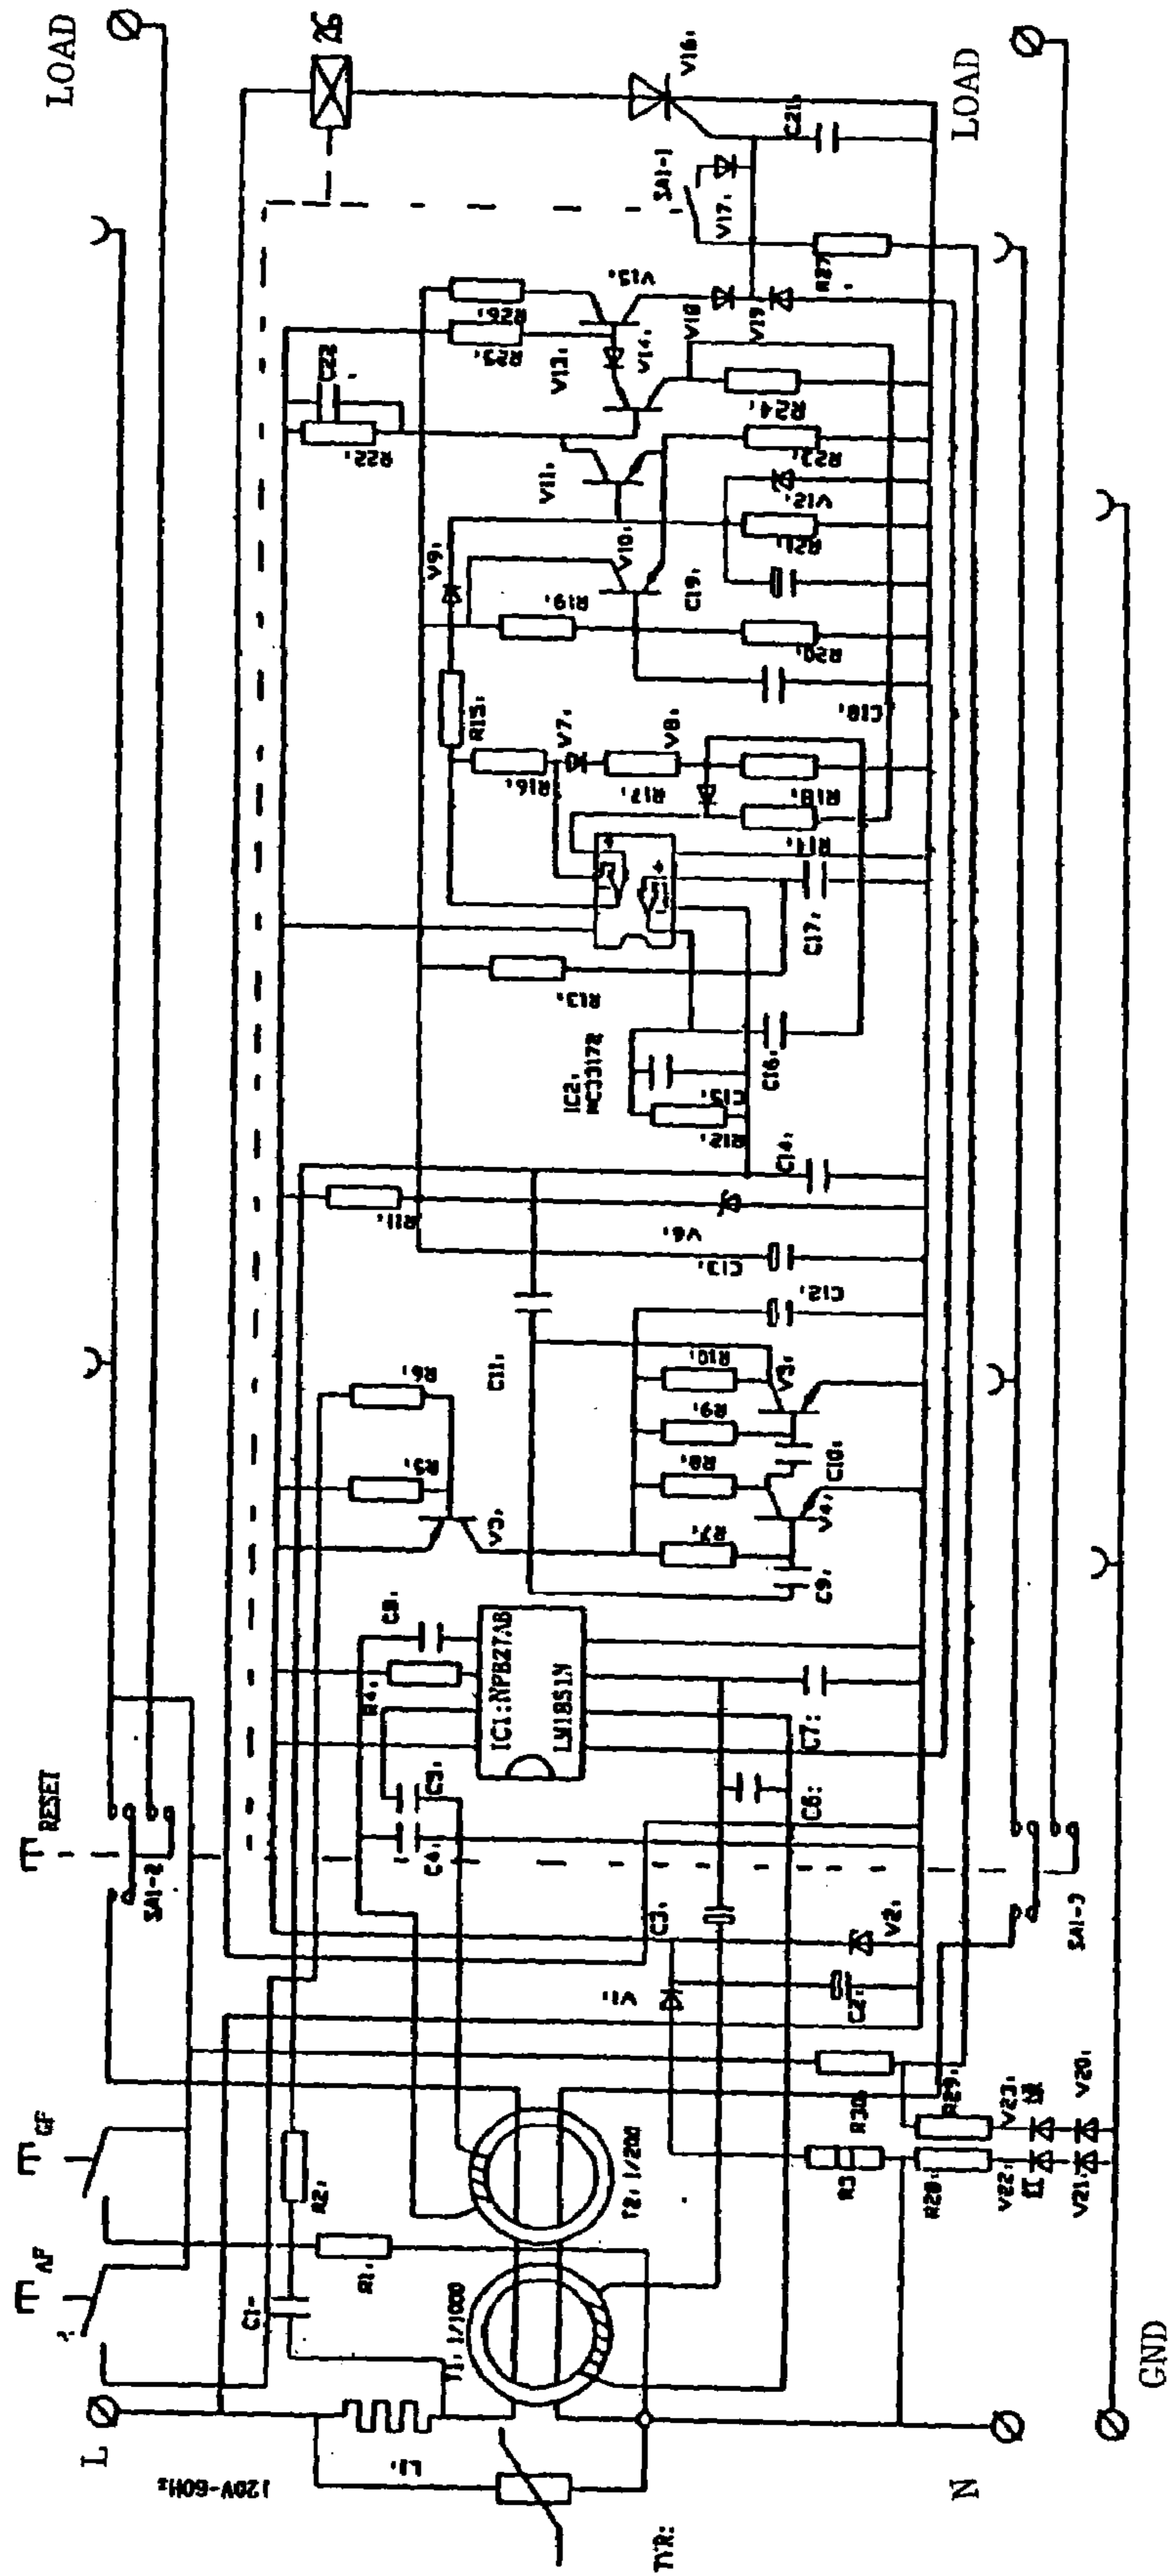 LOAD
26
V16:
C21:
SA1-1
V17:
LOAD
R27
R26:
V15:
R25:
V14:
V13:
V18
V19
C22
R22:
R24:
R23:
V11:
V12:
R21:
V10:
V9:
C19:
R19:
R20:
C18:
R15:
V7:
V8:
R16:
R17:
R18:
R14:
+
+
C17:
R13:
IC2:
MC33172
C16:
C15:
R12:
C14:
R11:
V6:
C13:
C12:
C11:
R6:
R10:
V5:
R9:
R5:
R8:
C10:
V3:
V4:
R7:
C9:
C8:
R4:
IC1:NPB27AB
LM1851N
C7:
C5:
C6:
C4:
RESET
SA1-2
C3:
V2:
SA1-3
V1:
C2:
GF
R2:
T2: 1/200
R30:
R29:
V23:
V20:
R3
R28:
V22:
V21:
AF
R1:
C1-
T1: 1/1000
L
L1:
120V-60Hz
TVR:
N
GND